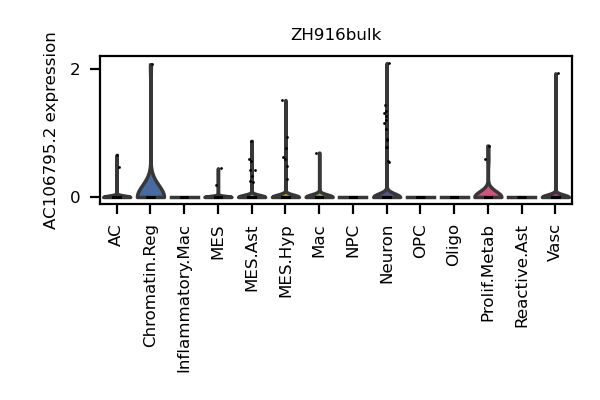 ZH916bulk
AC106795.2 expression
2
0
AC
Chromatin.Reg
Inflammatory.Mac
MES
MES.Ast
MES.Hyp
Mac
NPC
Neuron
OPC
Oligo
Prolif.Metab
Reactive.Ast
Vasc